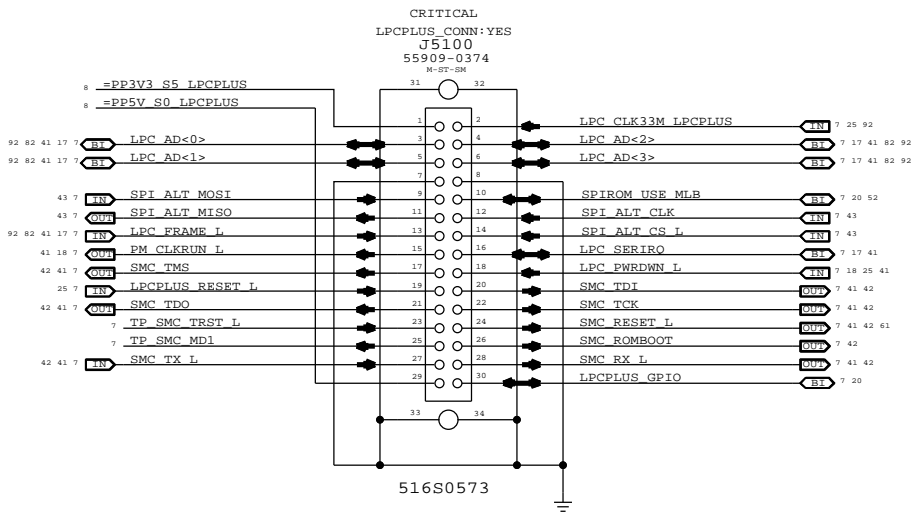 CRITICAL
LPCPLUS_CONN:YES
J5100
55909-0374
M-ST-SM
31 32
8 =PP3V3_S5_LPCPLUS
8 =PP5V_S0_LPCPLUS
1 2 LPC_CLK33M_LPCPLUS IN 7 25 92
92 82 41 17 7 BI LPC_AD<0> 3 4 LPC_AD<2> BI 7 17 41 82 92
92 82 41 17 7 BI LPC_AD<1> 5 6 LPC_AD<3> BI 7 17 41 82 92
7 8
43 7 IN SPI_ALT_MOSI 9 10 SPIROM_USE_MLB BI 7 20 52
43 7 OUT SPI_ALT_MISO 11 12 SPI_ALT_CLK IN 7 43
92 82 41 17 7 IN LPC_FRAME_L 13 14 SPI_ALT_CS_L IN 7 43
41 18 7 OUT PM_CLKRUN_L 15 16 LPC_SERIRQ BI 7 17 41
42 41 7 OUT SMC_TMS 17 18 LPC_PWRDWN_L IN 7 18 25 41
25 7 IN LPCPLUS_RESET_L 19 20 SMC_TDI OUT 7 41 42
42 41 7 OUT SMC_TDO 21 22 SMC_TCK OUT 7 41 42
7 TP_SMC_TRST_L 23 24 SMC_RESET_L OUT 7 41 42 61
7 TP_SMC_MD1 25 26 SMC_ROMBOOT OUT 7 42
42 41 7 IN SMC_TX_L 27 28 SMC_RX_L OUT 7 41 42
29 30 LPCPLUS_GPIO BI 7 20
33 34
516S0573